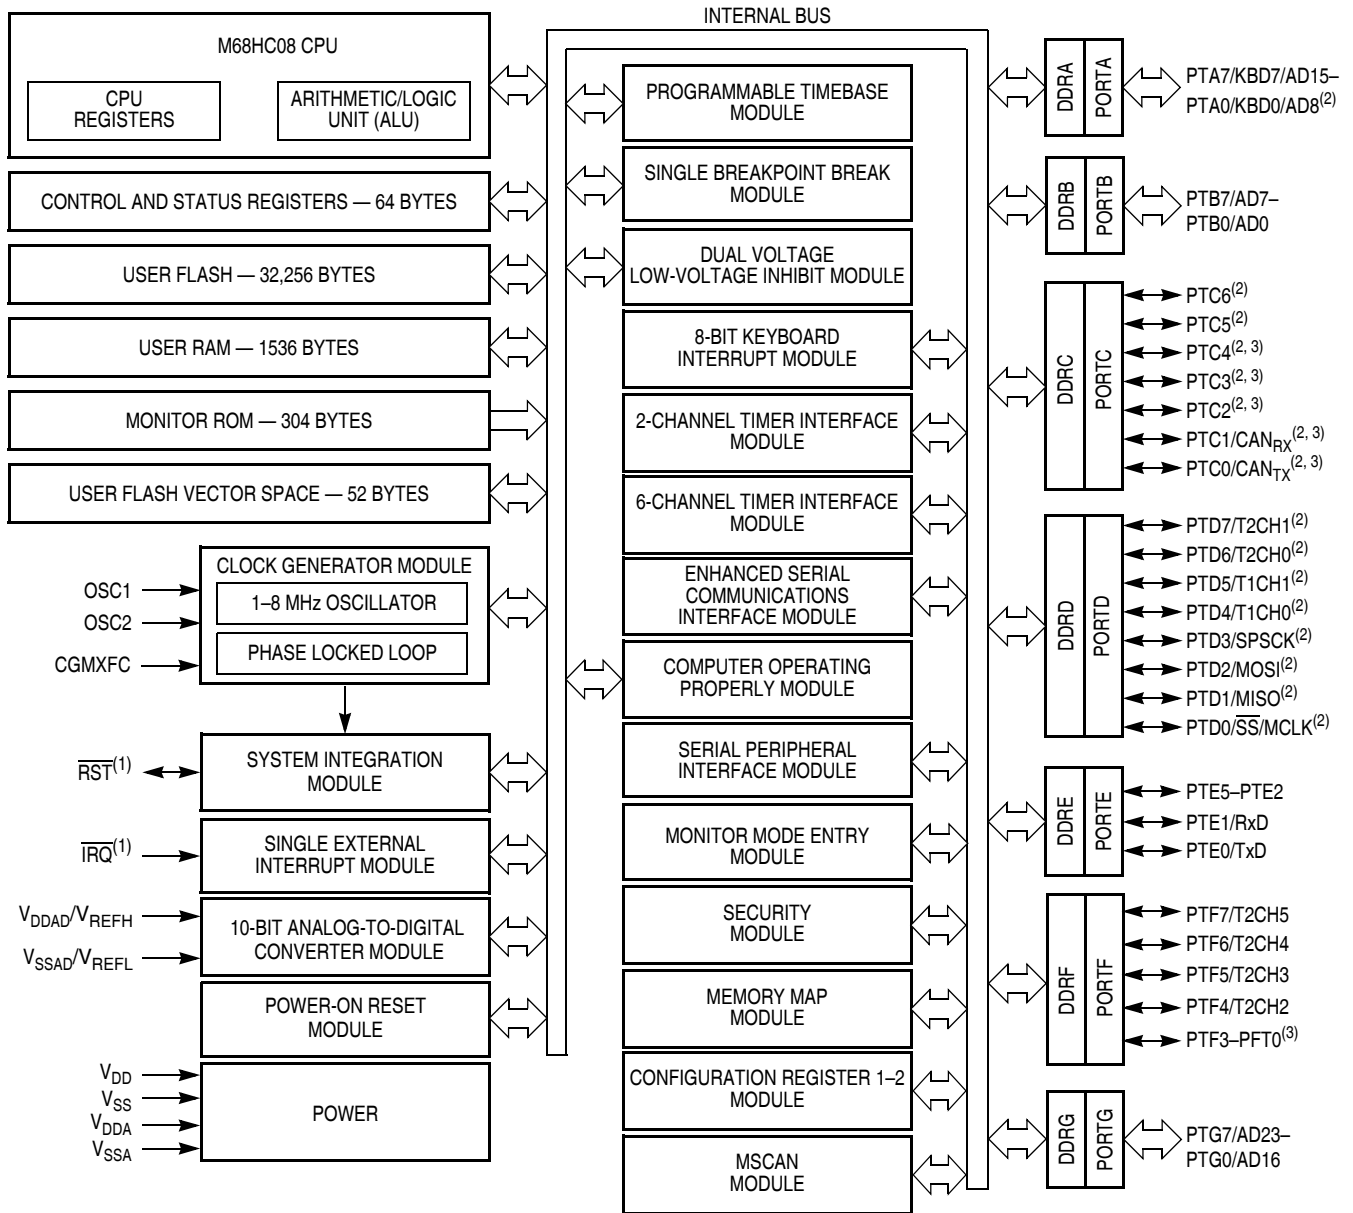 INTERNAL BUS
M68HC08 CPU
CPU
REGISTERS
ARITHMETIC/LOGIC
UNIT (ALU)
CONTROL AND STATUS REGISTERS — 64 BYTES
USER FLASH — 32,256 BYTES
USER RAM — 1536 BYTES
MONITOR ROM — 304 BYTES
USER FLASH VECTOR SPACE — 52 BYTES
CLOCK GENERATOR MODULE
1–8 MHz OSCILLATOR
PHASE LOCKED LOOP
OSC1
OSC2
CGMXFC
SYSTEM INTEGRATION
MODULE
RST(1)
SINGLE EXTERNAL
INTERRUPT MODULE
IRQ(1)
10-BIT ANALOG-TO-DIGITAL
CONVERTER MODULE
VDDAD/VREFH
VSSAD/VREFL
POWER-ON RESET
MODULE
POWER
VDD
VSS
VDDA
VSSA
PROGRAMMABLE TIMEBASE
MODULE
SINGLE BREAKPOINT BREAK
MODULE
DUAL VOLTAGE
LOW-VOLTAGE INHIBIT MODULE
8-BIT KEYBOARD
INTERRUPT MODULE
2-CHANNEL TIMER INTERFACE
MODULE
6-CHANNEL TIMER INTERFACE
MODULE
ENHANCED SERIAL
COMMUNICATIONS
INTERFACE MODULE
COMPUTER OPERATING
PROPERLY MODULE
SERIAL PERIPHERAL
INTERFACE MODULE
MONITOR MODE ENTRY
MODULE
SECURITY
MODULE
MEMORY MAP
MODULE
CONFIGURATION REGISTER 1–2
MODULE
MSCAN
MODULE
DDRA
PORTA
PTA7/KBD7/AD15–
PTA0/KBD0/AD8(2)
DDRB
PORTB
PTB7/AD7–
PTB0/AD0
DDRC
PORTC
PTC6(2)
PTC5(2)
PTC4(2, 3)
PTC3(2, 3)
PTC2(2, 3)
PTC1/CANRX(2, 3)
PTC0/CANTX(2, 3)
DDRD
PORTD
PTD7/T2CH1(2)
PTD6/T2CH0(2)
PTD5/T1CH1(2)
PTD4/T1CH0(2)
PTD3/SPSCK(2)
PTD2/MOSI(2)
PTD1/MISO(2)
PTD0/SS/MCLK(2)
DDRE
PORTE
PTE5–PTE2
PTE1/RxD
PTE0/TxD
DDRF
PORTF
PTF7/T2CH5
PTF6/T2CH4
PTF5/T2CH3
PTF4/T2CH2
PTF3–PFT0(3)
DDRG
PORTG
PTG7/AD23–
PTG0/AD16